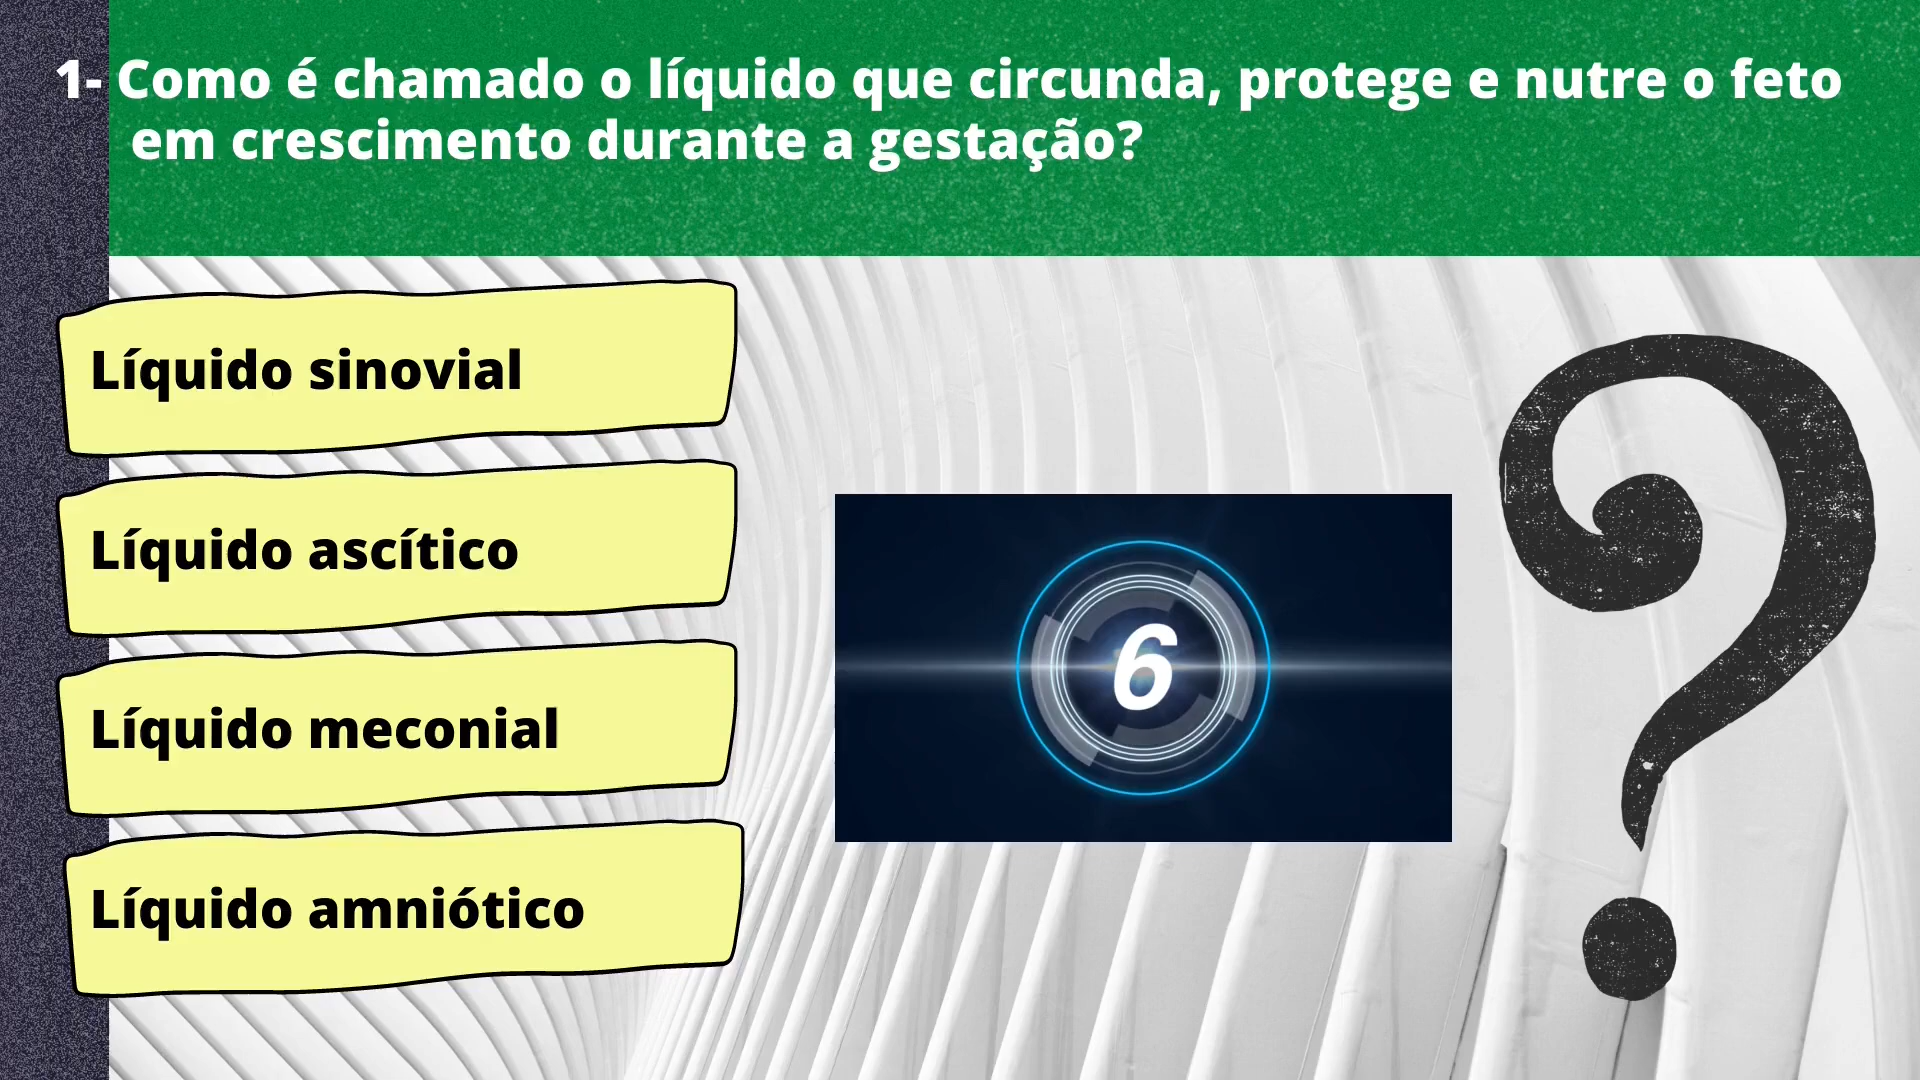 1- Como é chamado o líquido que circunda, protege e nutre o feto
em crescimento durante a gestação?
Líquido sinovial
Líquido ascítico
6
Líquido meconial
Líquido amniótico